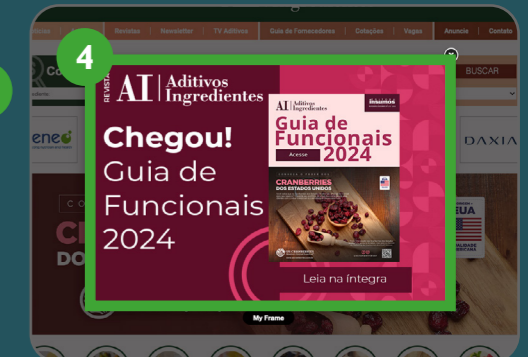 Revistas | Newsletter | TV Aditivos | Guia de Fornecedores | Cotações | Vagas | Anuncie | Contato
4
BUSCAR
REVISTA
AI | Aditivos Ingredientes
Chegou!
Guia de
Funcionais
2024
AI | Aditivos Ingredientes
insumos
Guia de
Funcionais
Acesse
2024
CRANBERRIES
DOS ESTADOS UNIDOS
Leia na íntegra
DAXIA
My Frame